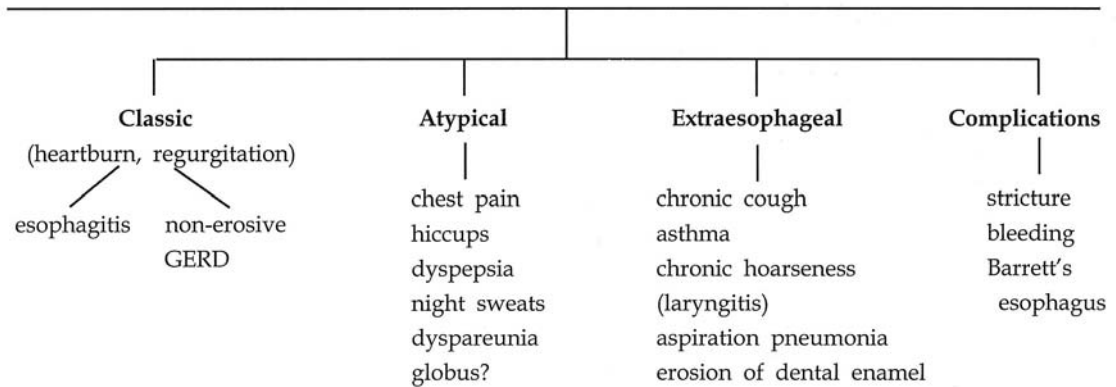 Classic
(heartburn, regurgitation)
esophagitis
non-erosive
GERD
Atypical
chest pain
hiccups
dyspepsia
night sweats
dyspareunia
globus?
Extraesophageal
chronic cough
asthma
chronic hoarseness
(laryngitis)
aspiration pneumonia
erosion of dental enamel
Complications
stricture
bleeding
Barrett's
esophagus